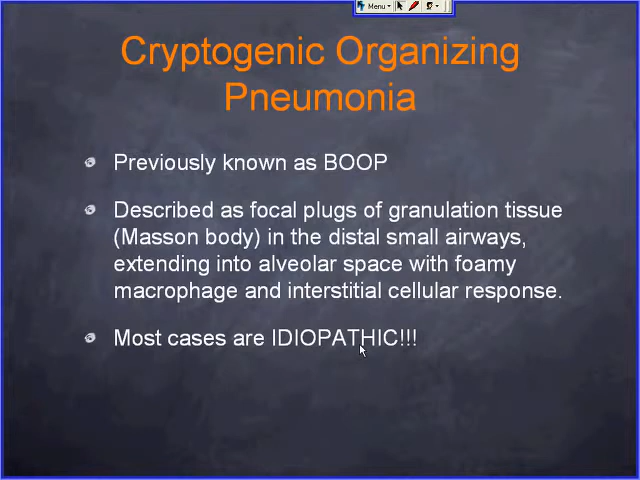 Menu
Cryptogenic Organizing
Pneumonia
Previously known as BOOP
Described as focal plugs of granulation tissue
(Masson body) in the distal small airways,
extending into alveolar space with foamy
macrophage and interstitial cellular response.
Most cases are IDIOPATHIC!!!